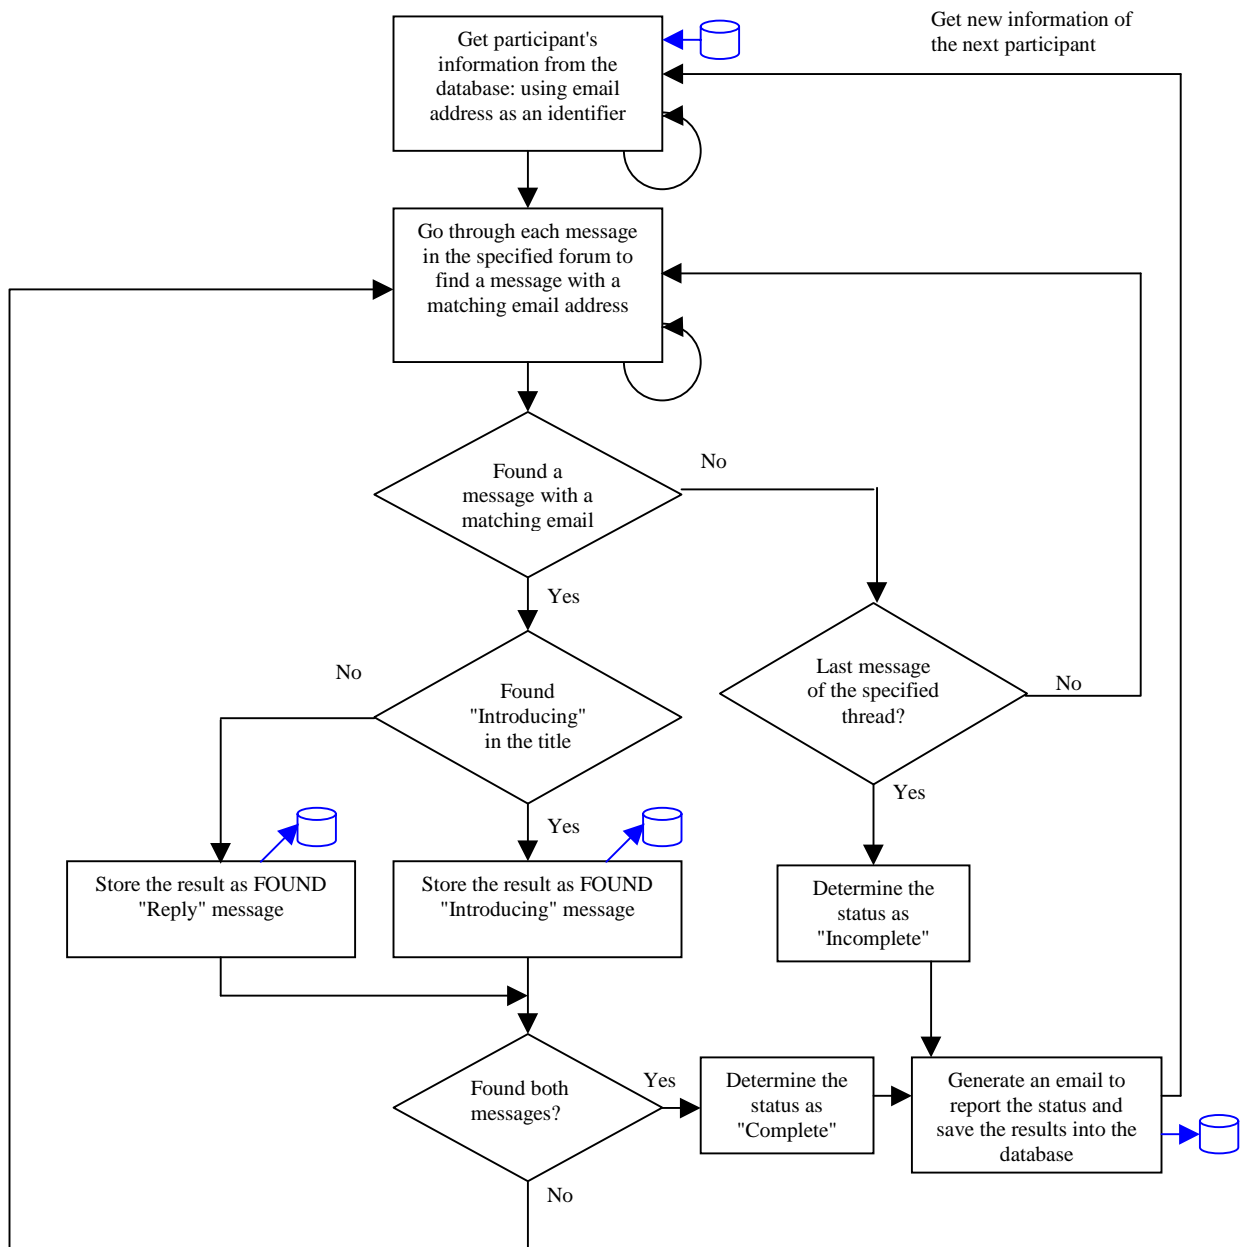 Get new information of
the next participant
Get participant's
information from the
database: using email
address as an identifier
Go through each message
in the specified forum to
find a message with a
matching email address
Found a
message with a
matching email
No
Yes
Last message
of the specified
thread?
No
Yes
No
Found
"Introducing"
in the title
Yes
Store the result as FOUND
"Reply" message
Store the result as FOUND
"Introducing" message
Determine the
status as
"Incomplete"
Found both
messages?
Yes
No
Determine the
status as
"Complete"
Generate an email to
report the status and
save the results into the
database